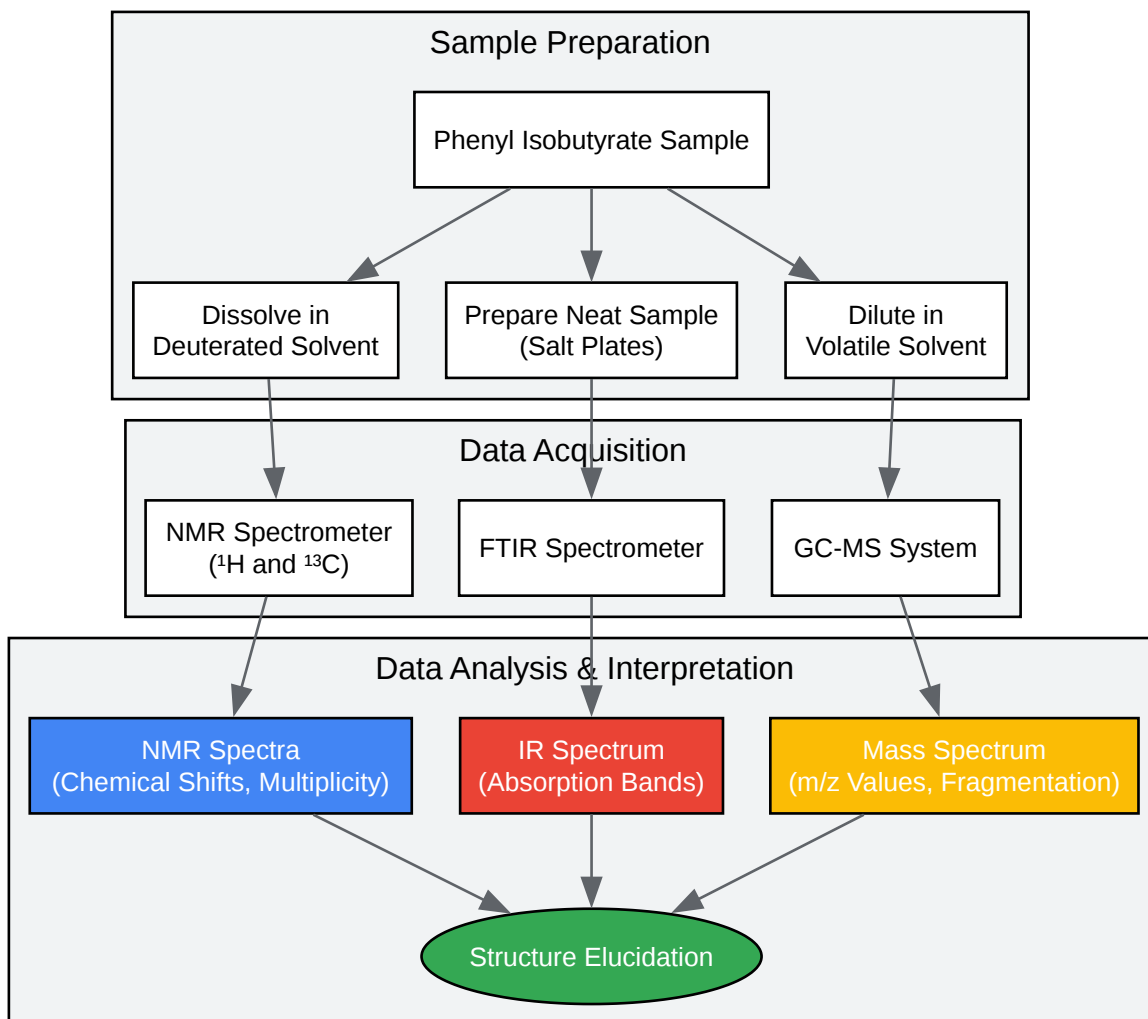 Sample Preparation
Phenyl Isobutyrate Sample
Dissolve in
Deuterated Solvent
Prepare Neat Sample
(Salt Plates)
Dilute in
Volatile Solvent
Data Acquisition
NMR Spectrometer
(¹H and ¹³C)
FTIR Spectrometer
GC-MS System
Data Analysis & Interpretation
NMR Spectra
(Chemical Shifts, Multiplicity)
IR Spectrum
(Absorption Bands)
Mass Spectrum
(m/z Values, Fragmentation)
Structure Elucidation